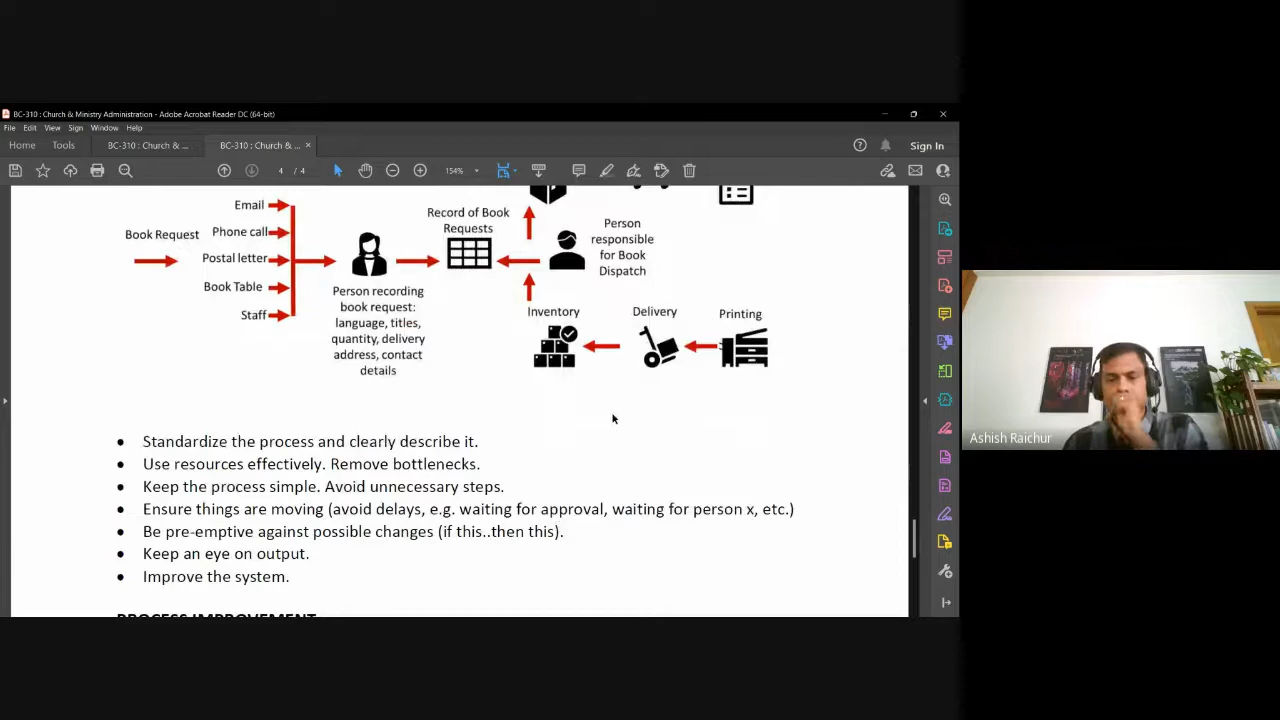 BC-310 : Church & Ministry Administration - Adobe Acrobat Reader DC (64-bit)
File Edit View Sign Window Help
Home Tools BC-310 : Church & ... BC-310 : Church & ... × Sign In
4 / 4 154%
Email
Record of Book
Requests
Person
responsible
for Book
Dispatch
Book Request
Phone call
Postal letter
Book Table
Staff
Person recording
book request:
language, titles,
quantity, delivery
address, contact
details
Inventory
Delivery
Printing
• Standardize the process and clearly describe it.
• Use resources effectively. Remove bottlenecks.
• Keep the process simple. Avoid unnecessary steps.
• Ensure things are moving (avoid delays, e.g. waiting for approval, waiting for person x, etc.)
• Be pre-emptive against possible changes (if this..then this).
• Keep an eye on output.
• Improve the system.
PROCESS IMPROVEMENT
Ashish Raichur